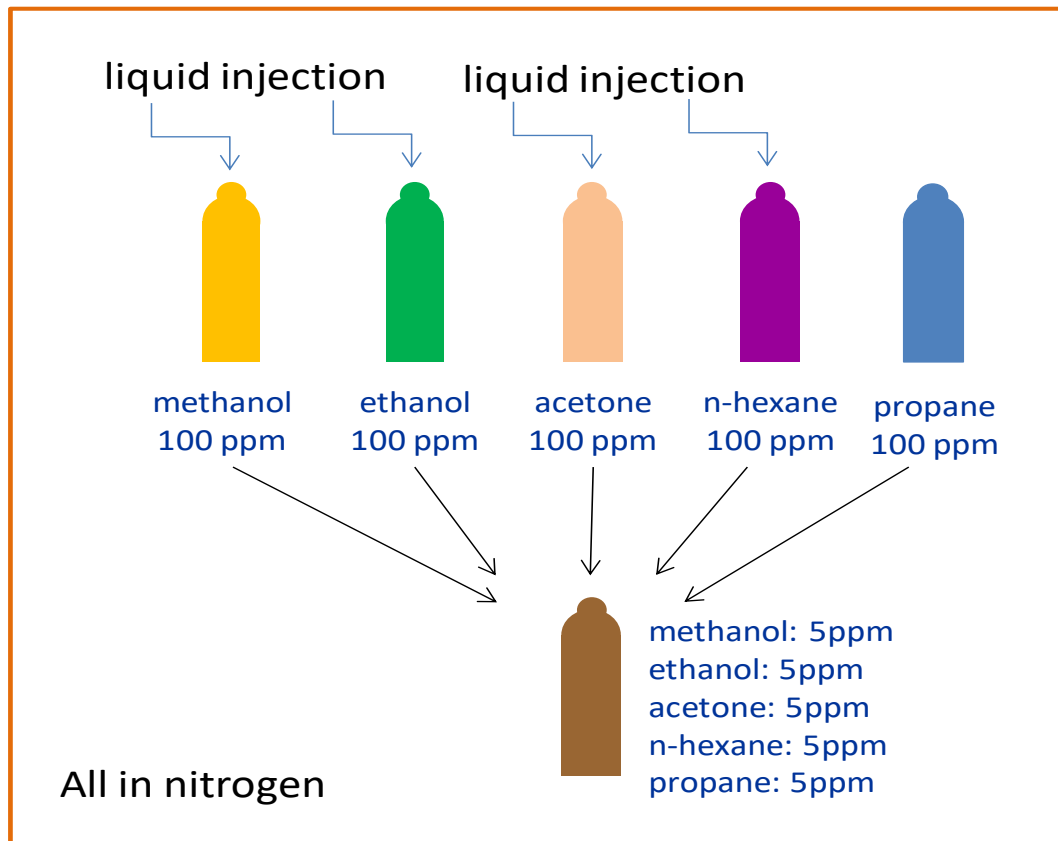 liquid injection
liquid injection
methanol
100 ppm
ethanol
100 ppm
acetone
100 ppm
n-hexane
100 ppm
propane
100 ppm
methanol: 5ppm
ethanol: 5ppm
acetone: 5ppm
n-hexane: 5ppm
propane: 5ppm
All in nitrogen